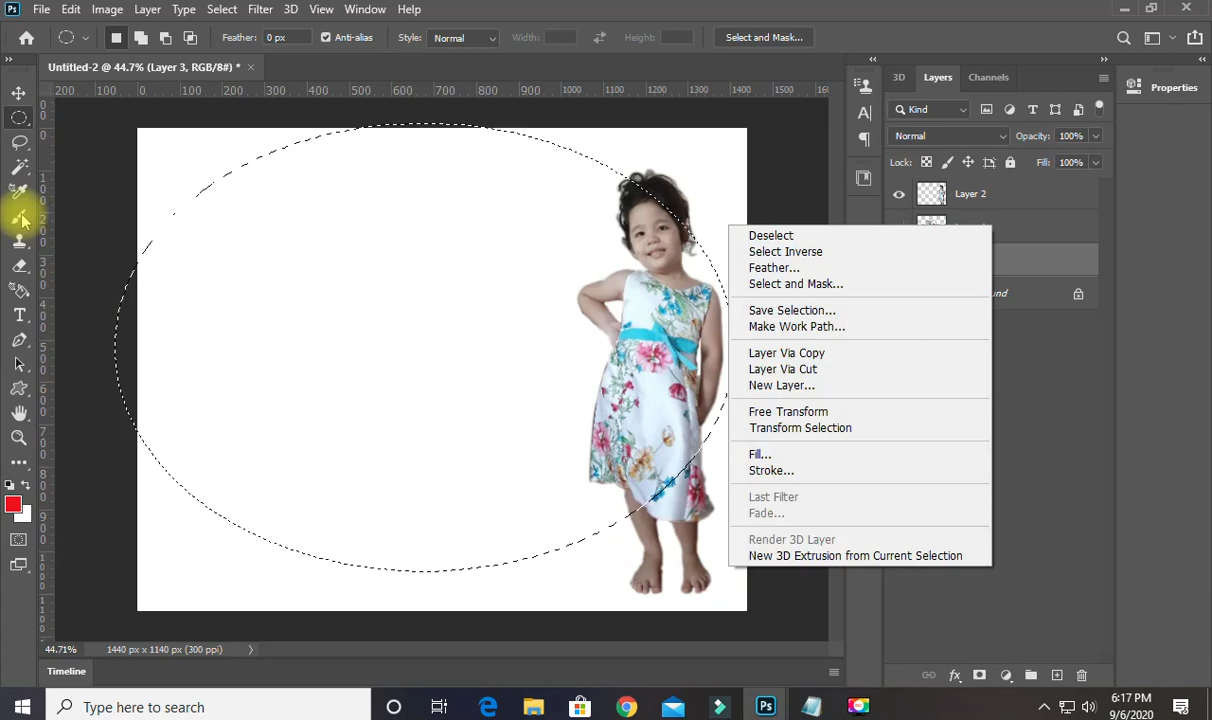 Ps File Edit Image Layer Type Select Filter 3D View Window Help
Feather: 0 px Anti-alias Style: Normal Width: Height: Select and Mask...
Untitled-2 @ 44.7% (Layer 3, RGB/8#) * ×
200 100 0 100 200 300 400 500 600 700 800 900 1000 1100 1200 1300 1400 1500
3D Layers Channels
Properties
Kind
Normal Opacity: 100%
Lock: Fill: 100%
Layer 2
Deselect
Select Inverse
Feather...
Select and Mask...
Save Selection...
Make Work Path...
Layer Via Copy
Layer Via Cut
New Layer...
Free Transform
Transform Selection
Fill...
Stroke...
Last Filter
Fade...
Render 3D Layer
New 3D Extrusion from Current Selection
44.71% 1440 px x 1140 px (300 ppi)
Timeline
Type here to search
Ps
6:17 PM
9/6/2020